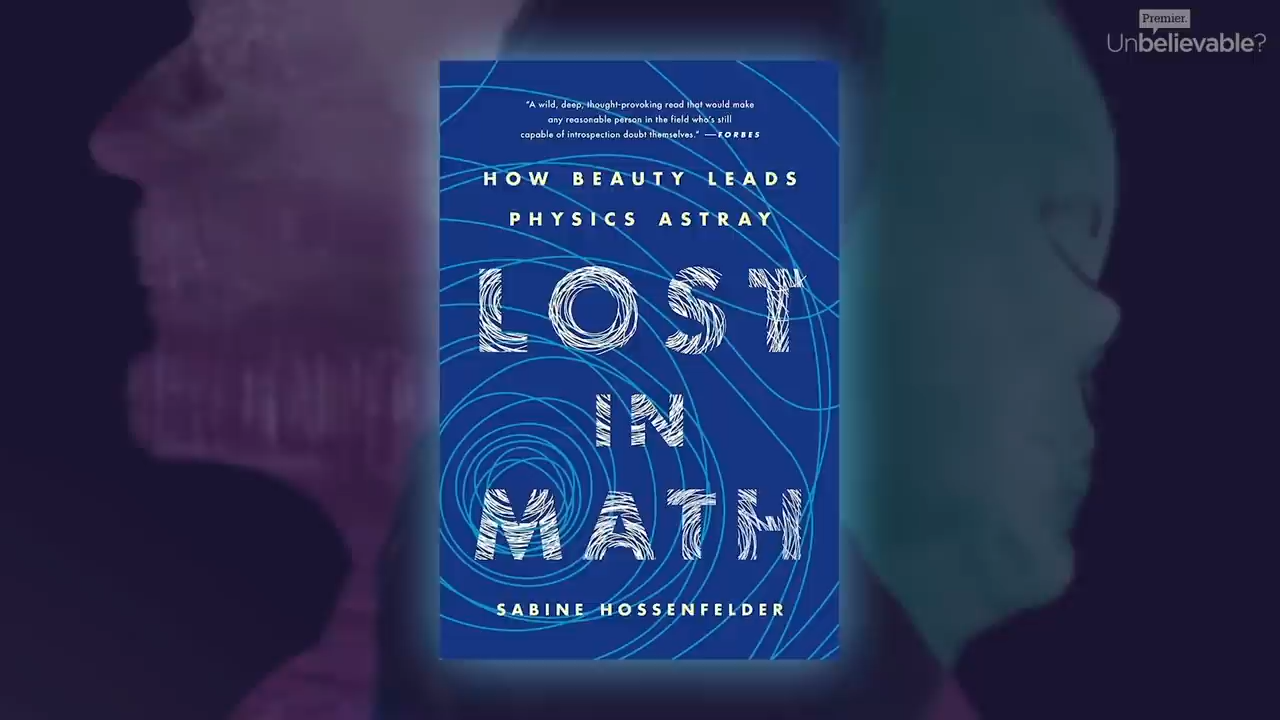 Premier.
Unbelievable?
"A wild, deep, thought-provoking read that would make
any reasonable person in the field who's still
capable of introspection doubt themselves." —FORBES
HOW BEAUTY LEADS
PHYSICS ASTRAY
LOST
IN
MATH
SABINE HOSSENFELDER